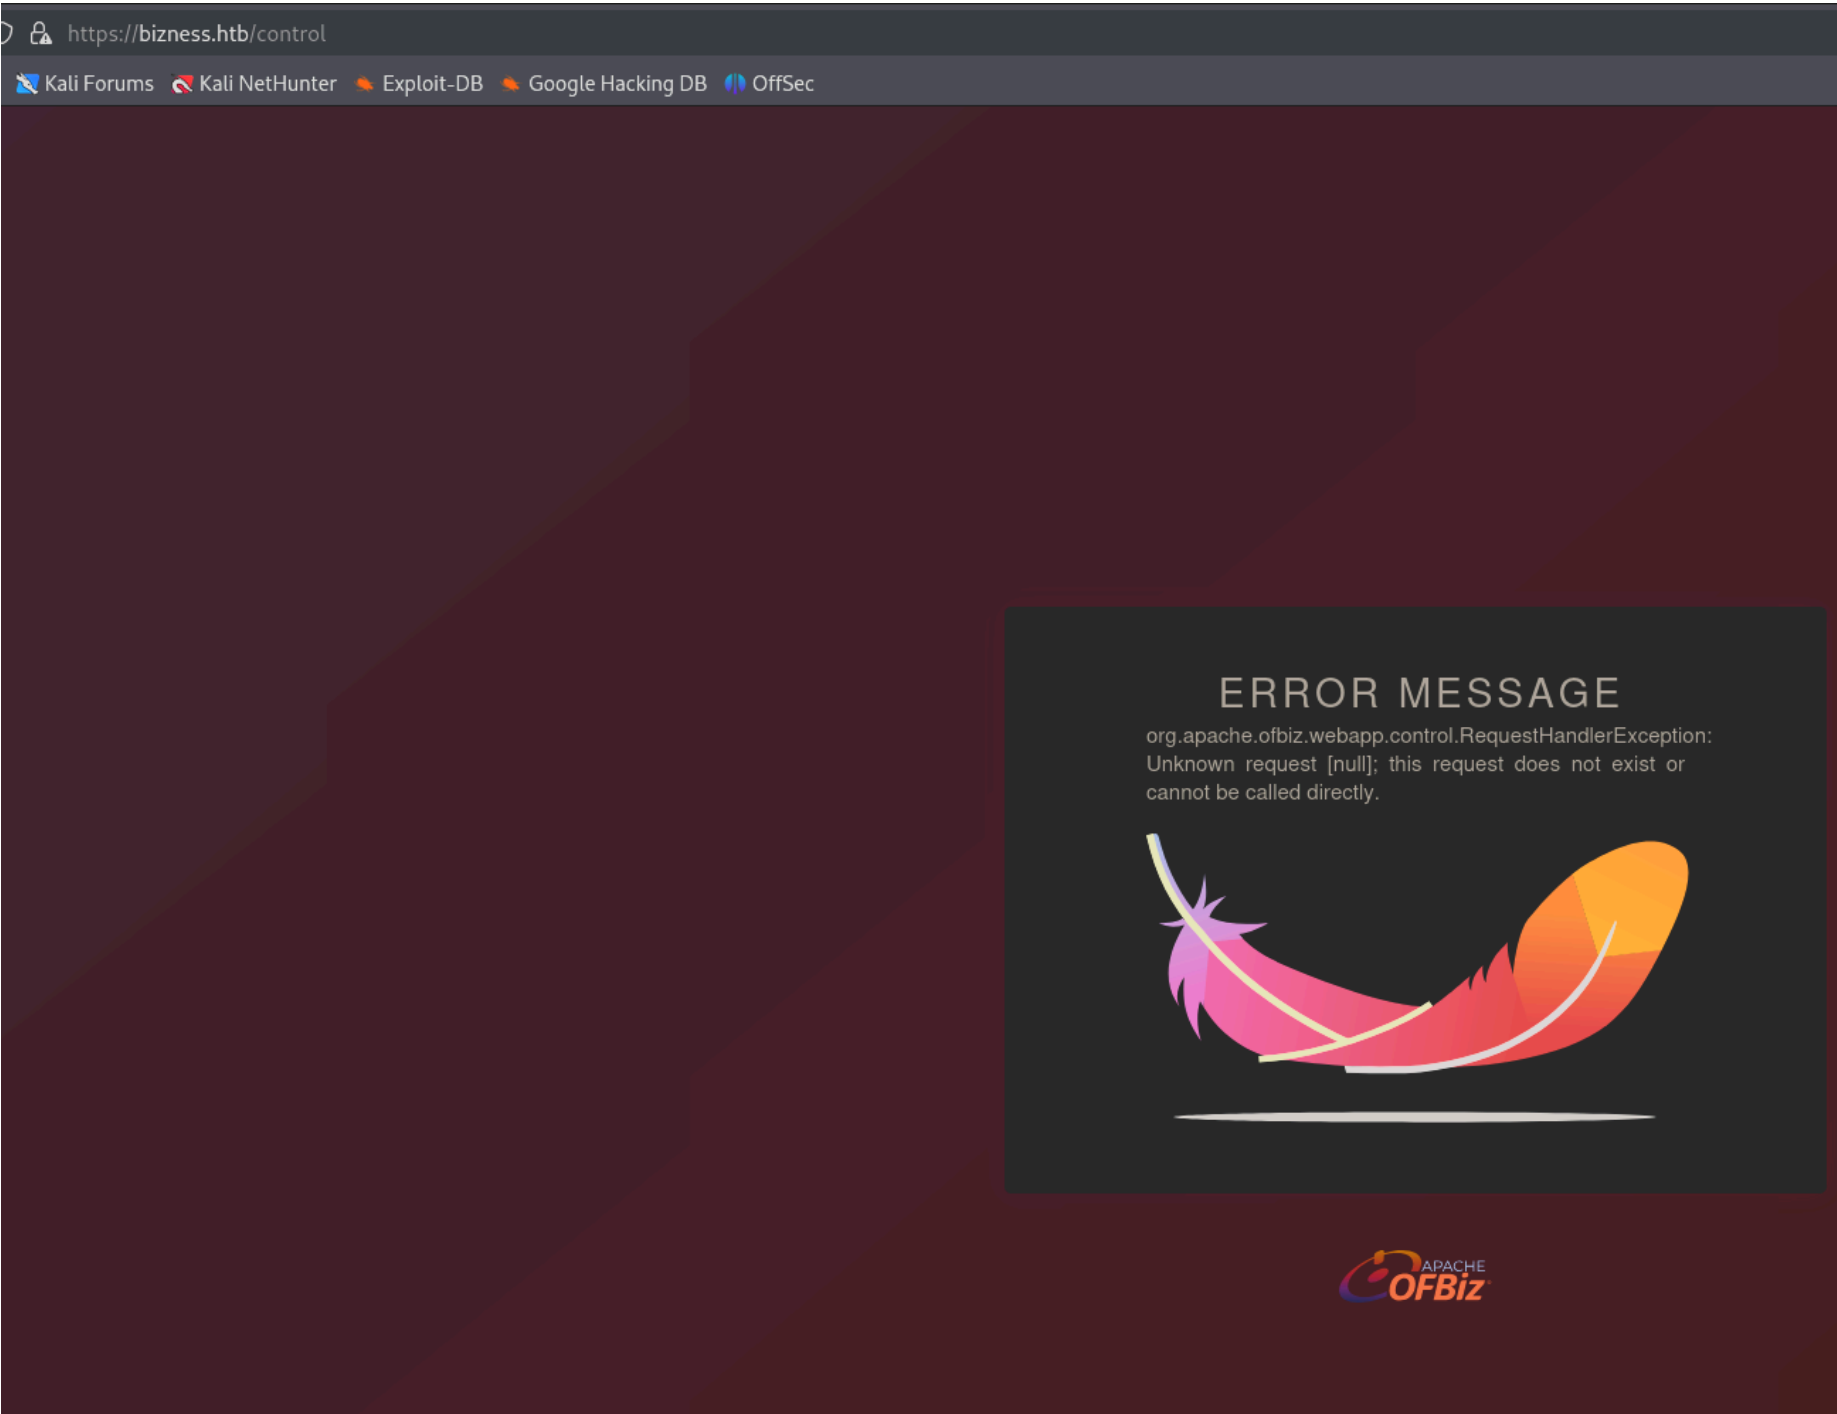 https://bizness.htb/control
Kali Forums Kali NetHunter Exploit-DB Google Hacking DB OffSec
ERROR MESSAGE
org.apache.ofbiz.webapp.control.RequestHandlerException:
Unknown request [null]; this request does not exist or
cannot be called directly.
APACHE
OFBiz